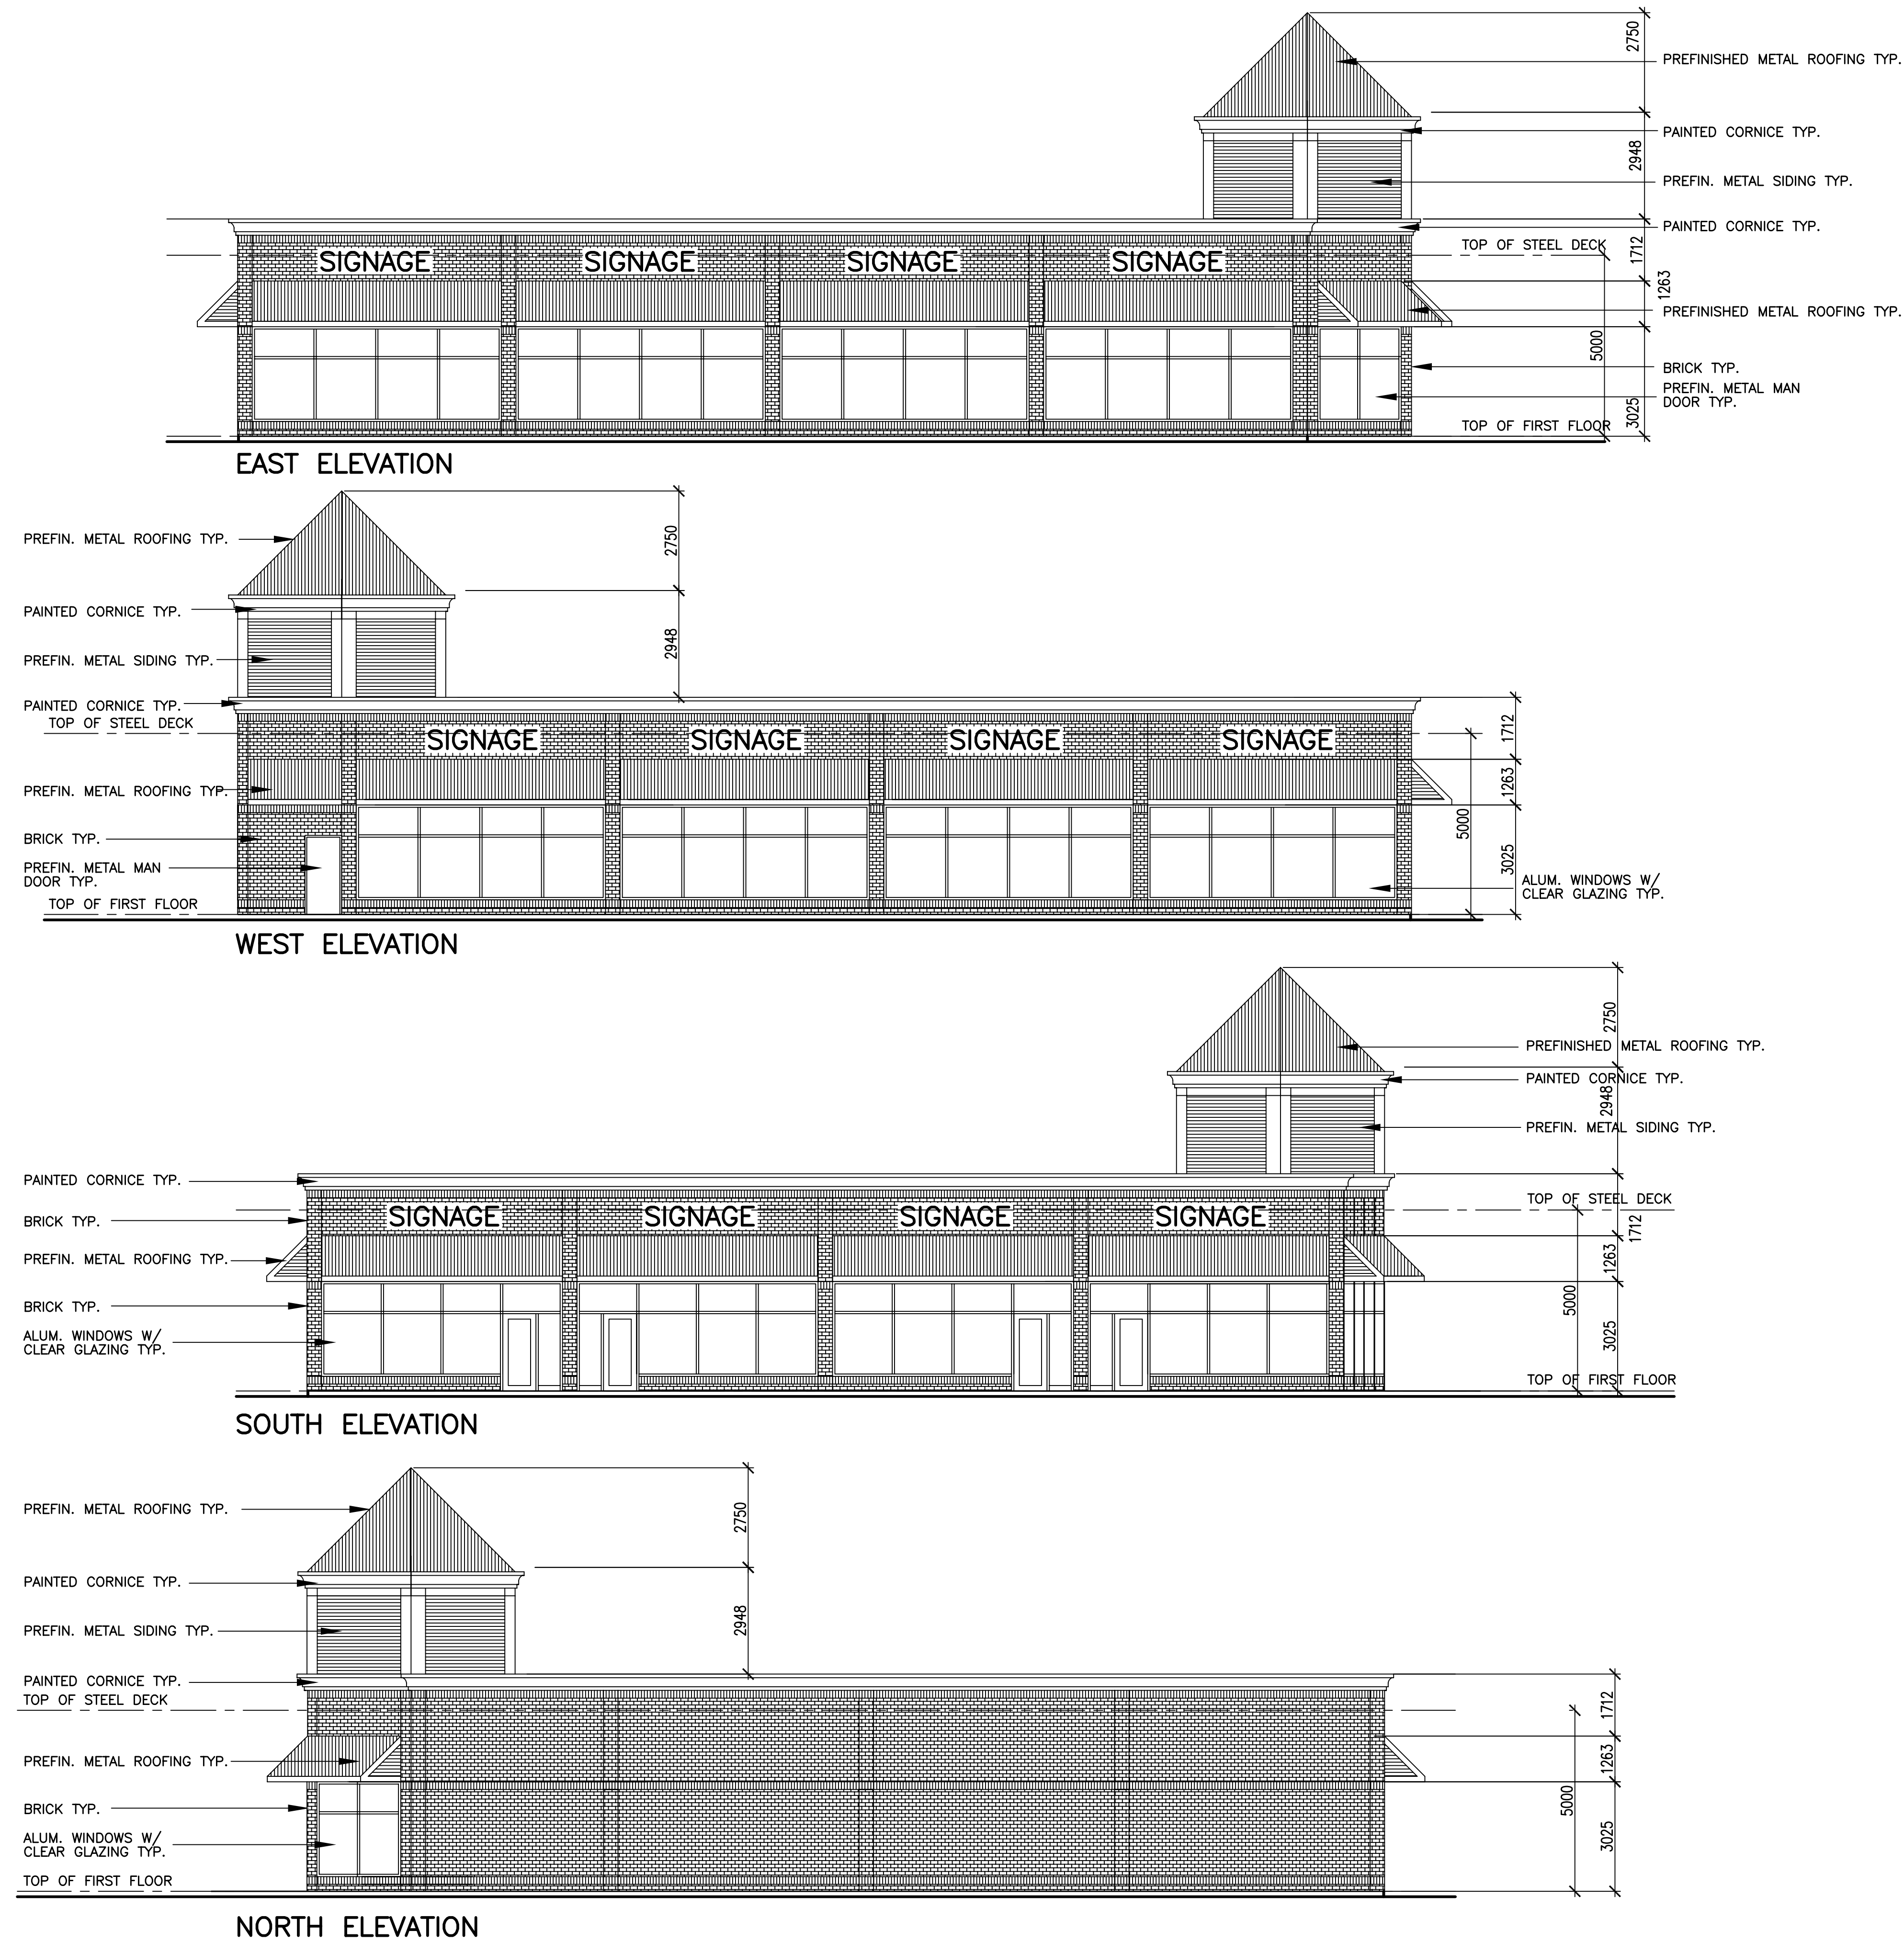 2750
PREFINISHED METAL ROOFING TYP.
PAINTED CORNICE TYP.
2948
PREFIN. METAL SIDING TYP.
PAINTED CORNICE TYP.
TOP OF STEEL DECK
1712
SIGNAGE SIGNAGE SIGNAGE SIGNAGE
1263
PREFINISHED METAL ROOFING TYP.
5000
BRICK TYP.
PREFIN. METAL MAN
DOOR TYP.
3025
TOP OF FIRST FLOOR
EAST ELEVATION
2750
PREFIN. METAL ROOFING TYP.
PAINTED CORNICE TYP.
2948
PREFIN. METAL SIDING TYP.
PAINTED CORNICE TYP.
TOP OF STEEL DECK
1712
SIGNAGE SIGNAGE SIGNAGE SIGNAGE
1263
PREFIN. METAL ROOFING TYP.
5000
BRICK TYP.
3025
PREFIN. METAL MAN
DOOR TYP.
ALUM. WINDOWS W/
CLEAR GLAZING TYP.
TOP OF FIRST FLOOR
WEST ELEVATION
2750
PREFINISHED METAL ROOFING TYP.
PAINTED CORNICE TYP.
2948
PREFIN. METAL SIDING TYP.
PAINTED CORNICE TYP.
TOP OF STEEL DECK
BRICK TYP.
SIGNAGE SIGNAGE SIGNAGE SIGNAGE
1712
PREFIN. METAL ROOFING TYP.
1263
5000
BRICK TYP.
3025
ALUM. WINDOWS W/
CLEAR GLAZING TYP.
TOP OF FIRST FLOOR
SOUTH ELEVATION
2750
PREFIN. METAL ROOFING TYP.
PAINTED CORNICE TYP.
2948
PREFIN. METAL SIDING TYP.
PAINTED CORNICE TYP.
TOP OF STEEL DECK
1712
PREFIN. METAL ROOFING TYP.
1263
5000
BRICK TYP.
3025
ALUM. WINDOWS W/
CLEAR GLAZING TYP.
TOP OF FIRST FLOOR
NORTH ELEVATION